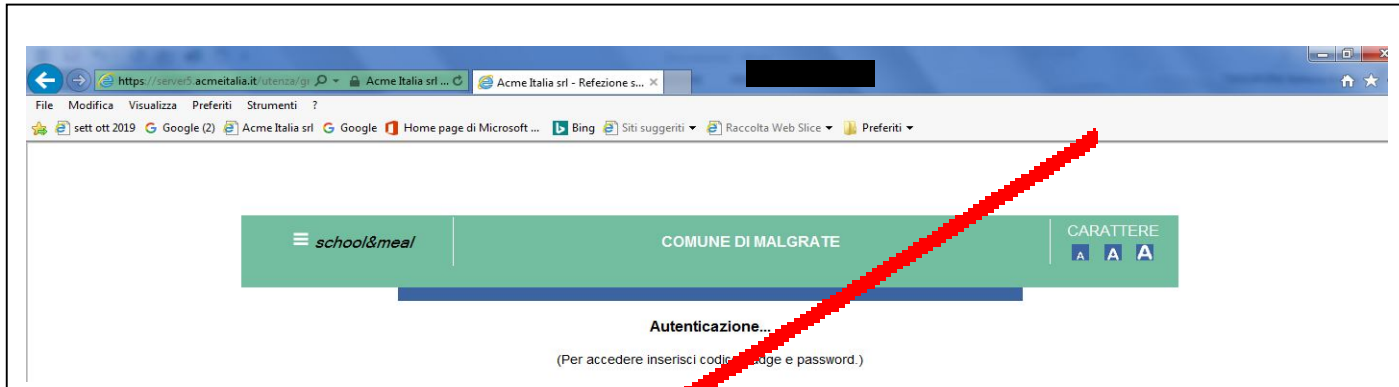 https://server5.acmeitalia.it/utenza/gr Acme Italia srl ... Acme Italia srl - Refezione s...
File Modifica Visualizza Preferiti Strumenti ?
sett ott 2019 Google (2) Acme Italia srl Google Home page di Microsoft ... Bing Siti suggeriti Raccolta Web Slice Preferiti
school&meal COMUNE DI MALGRATE CARATTERE
A A A
Autenticazione...
(Per accedere inserisci e password.)